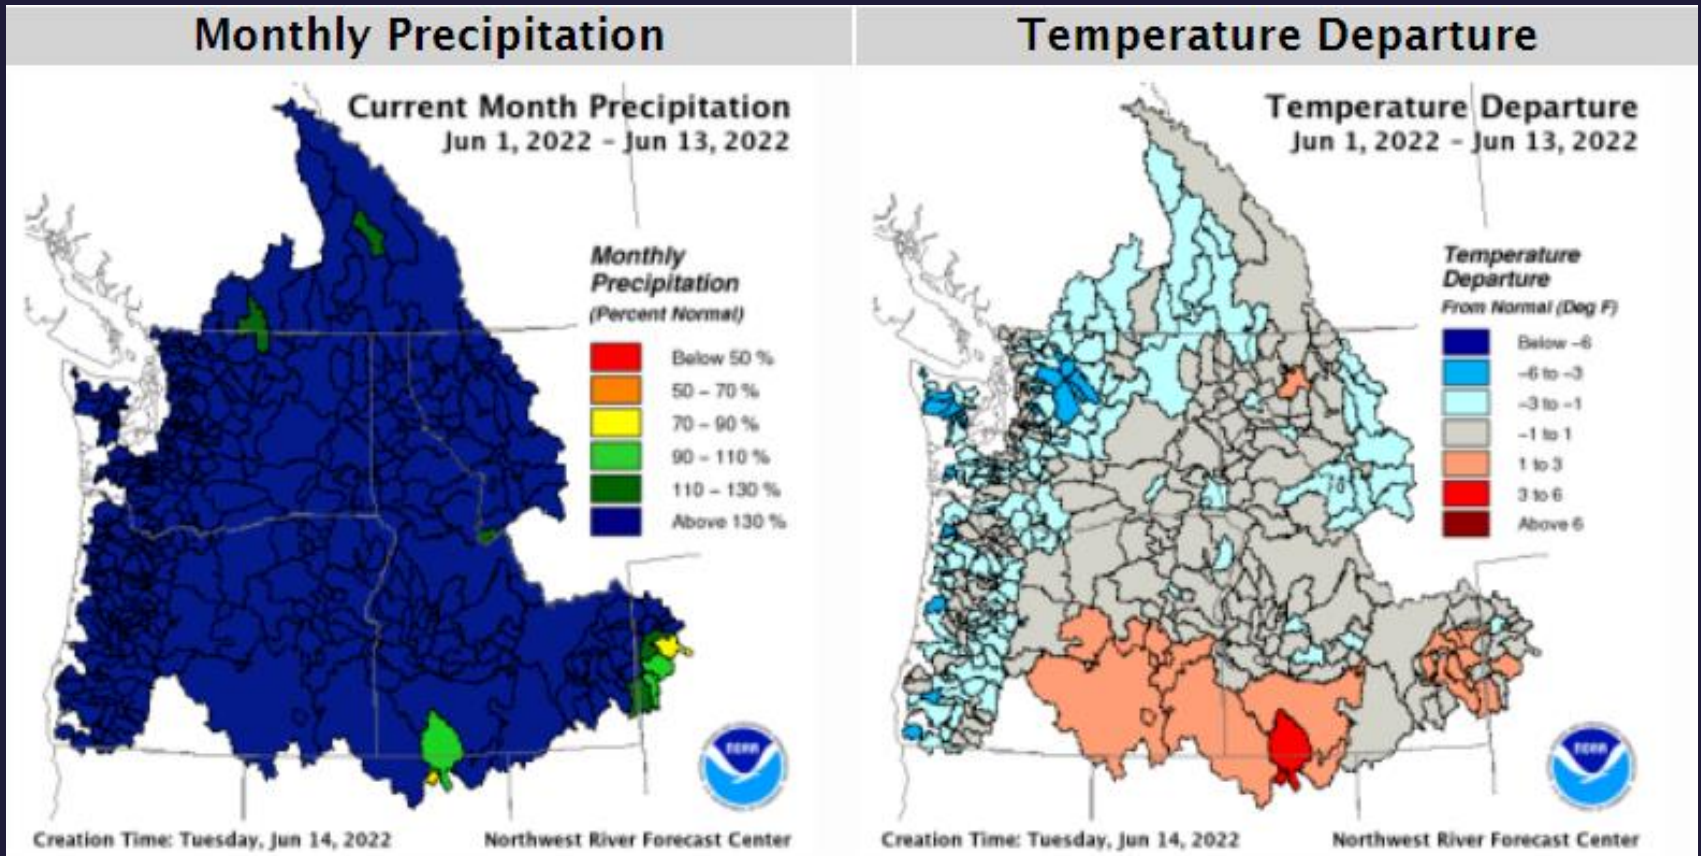 Monthly Precipitation
Current Month Precipitation
Jun 1, 2022 - Jun 13, 2022
Monthly
Precipitation
(Percent Normal)
Below 50 %
50 - 70 %
70 - 90 %
90 - 110 %
110 - 130 %
Above 130 %
noaa
Creation Time: Tuesday, Jun 14, 2022
Northwest River Forecast Center
Temperature Departure
Temperature Departure
Jun 1, 2022 - Jun 13, 2022
Temperature
Departure
From Normal (Deg F)
Below -6
-6 to -3
-3 to -1
-1 to 1
1 to 3
3 to 6
Above 6
noaa
Creation Time: Tuesday, Jun 14, 2022
Northwest River Forecast Center